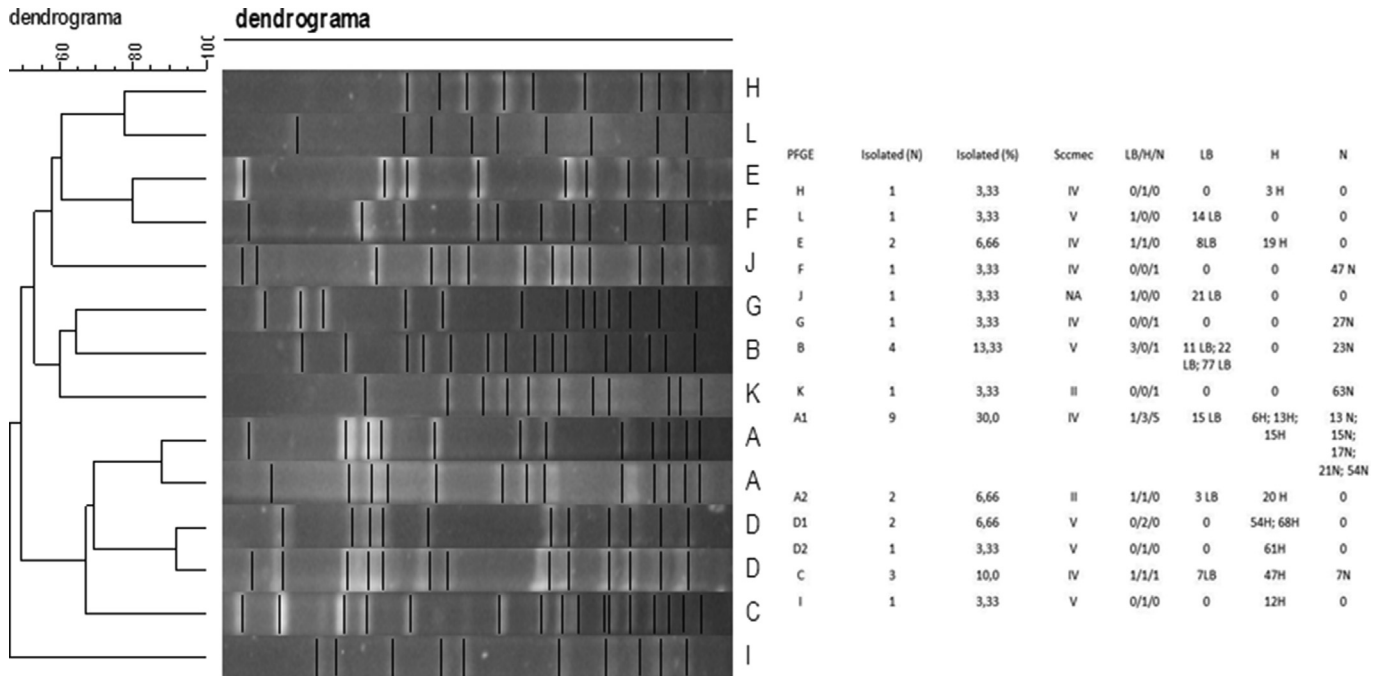 dendrograma
dendrograma
60 80 100
H
L
E
F
J
G
B
K
A
A
D
D
C
I
PFGE Isolated (N) Isolated (%) Sccmec LB/H/N LB H N
H 1 3,33 IV 0/1/0 0 3 H 0
L 1 3,33 V 1/0/0 14 LB 0 0
E 2 6,66 IV 1/1/0 8LB 19 H 0
F 1 3,33 IV 0/0/1 0 0 47 N
J 1 3,33 NA 1/0/0 21 LB 0 0
G 1 3,33 IV 0/0/1 0 0 27N
B 4 13,33 V 3/0/1 11 LB; 22 0 23N
LB; 77 LB
K 1 3,33 II 0/0/1 0 0 63N
A1 9 30,0 IV 1/3/5 15 LB 6H; 13H; 13 N;
15H 15N;
17N;
21N; 54N
A2 2 6,66 II 1/1/0 3 LB 20 H 0
D1 2 6,66 V 0/2/0 0 54H; 68H 0
D2 1 3,33 V 0/1/0 0 61H 0
C 3 10,0 IV 1/1/1 7LB 47H 7N
I 1 3,33 V 0/1/0 0 12H 0